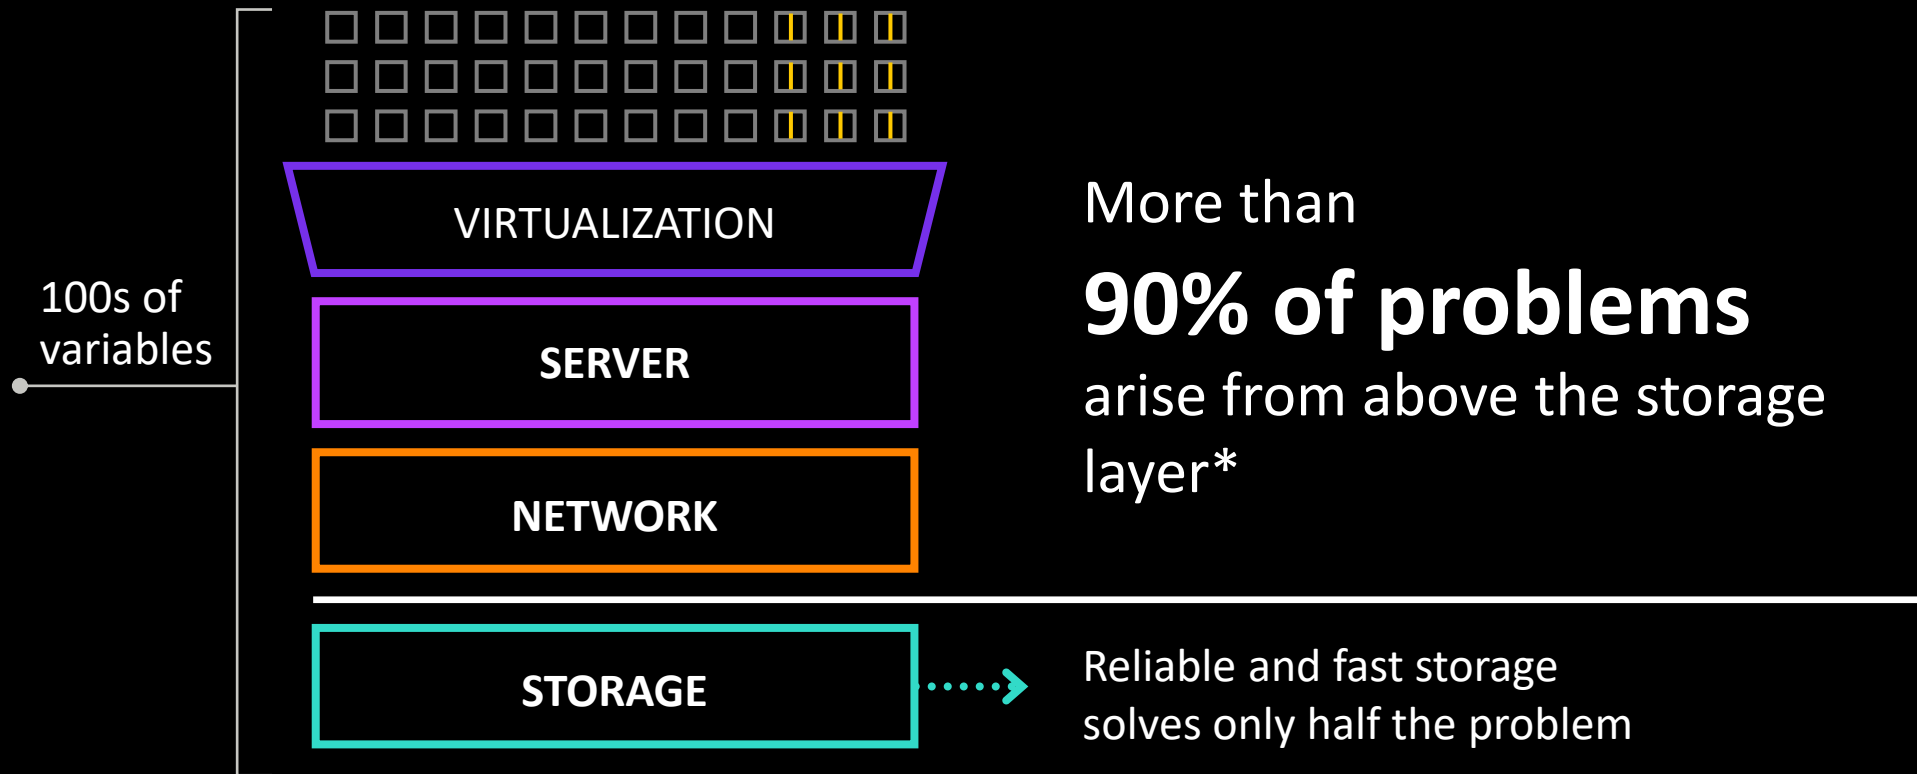 100s of
variables
VIRTUALIZATION
SERVER
NETWORK
STORAGE
More than
90% of problems
arise from above the storage
layer*
Reliable and fast storage
solves only half the problem